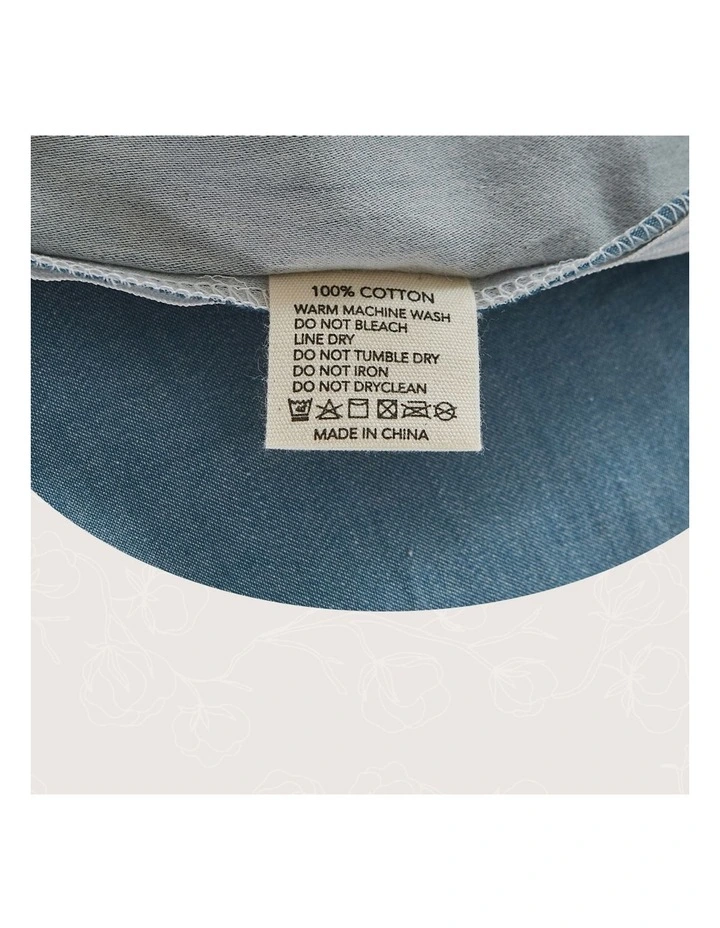 100% COTTON
WARM MACHINE WASH
DO NOT BLEACH
LINE DRY
DO NOT TUMBLE DRY
DO NOT IRON
DO NOT DRYCLEAN
MADE IN CHINA